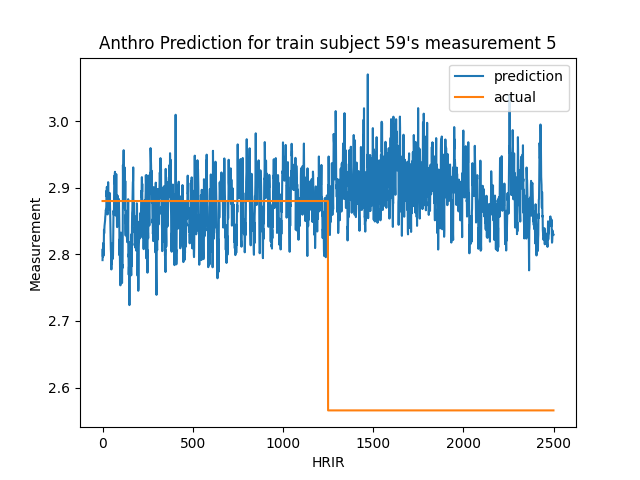 Anthro Prediction for train subject 59's measurement 5
prediction
actual
3.0
2.9
2.8
2.7
2.6
Measurement
0
500
1000
1500
2000
2500
HRIR